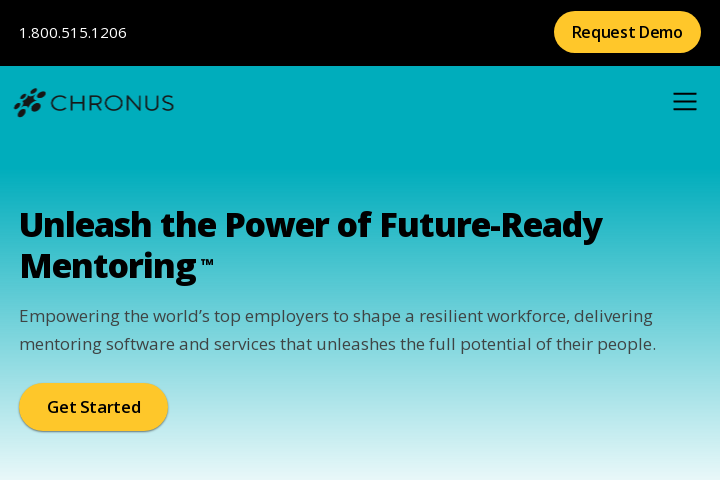 1.800.515.1206
Request Demo
CHRONUS
Unleash the Power of Future-Ready
Mentoring™
Empowering the world’s top employers to shape a resilient workforce, delivering
mentoring software and services that unleashes the full potential of their people.
Get Started